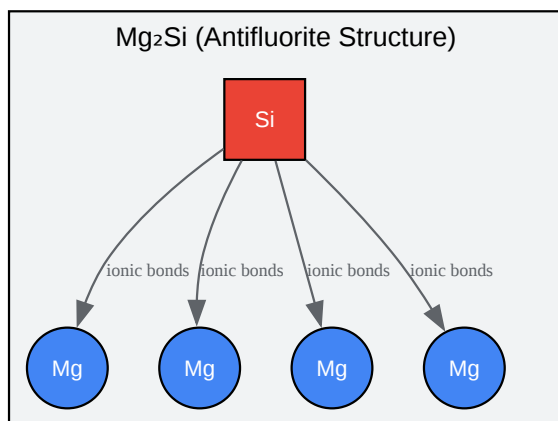 Mg₂Si (Antifluorite Structure)
Si
ionic bonds ionic bonds ionic bonds ionic bonds
Mg Mg Mg Mg